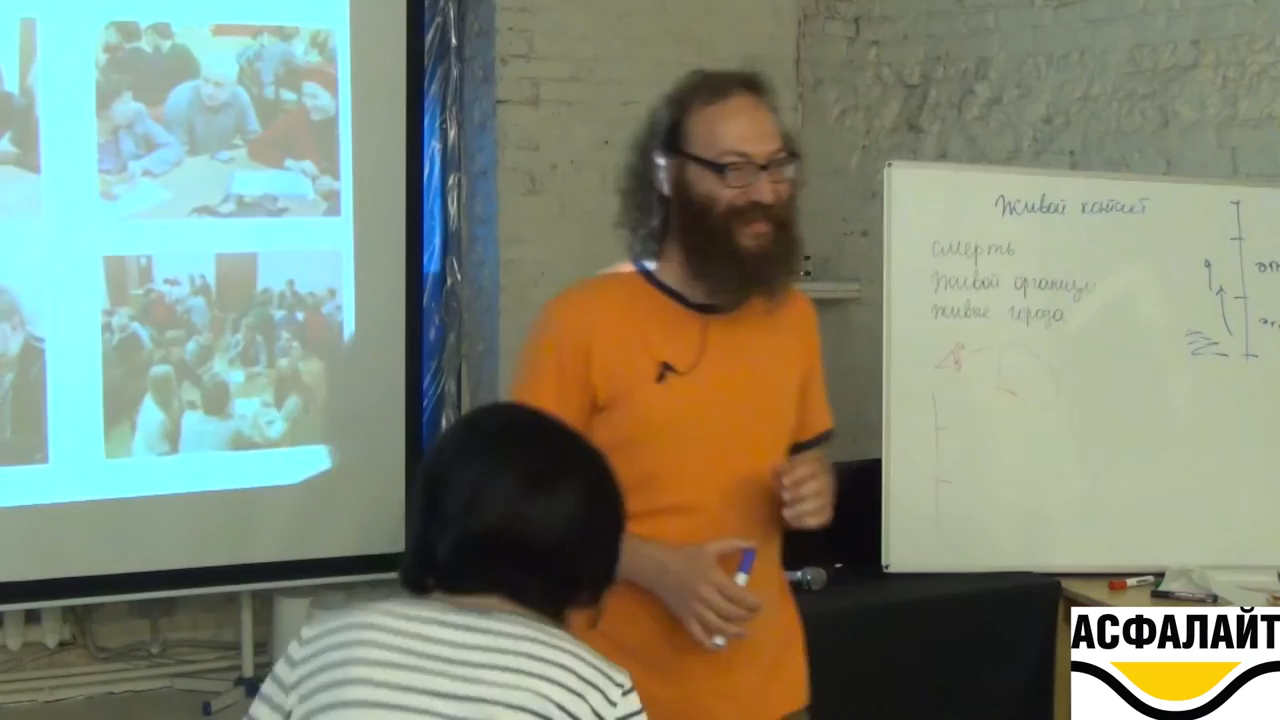 Живой контакт
смерть
Живой организм
живые города
АСФАЛАЙТ